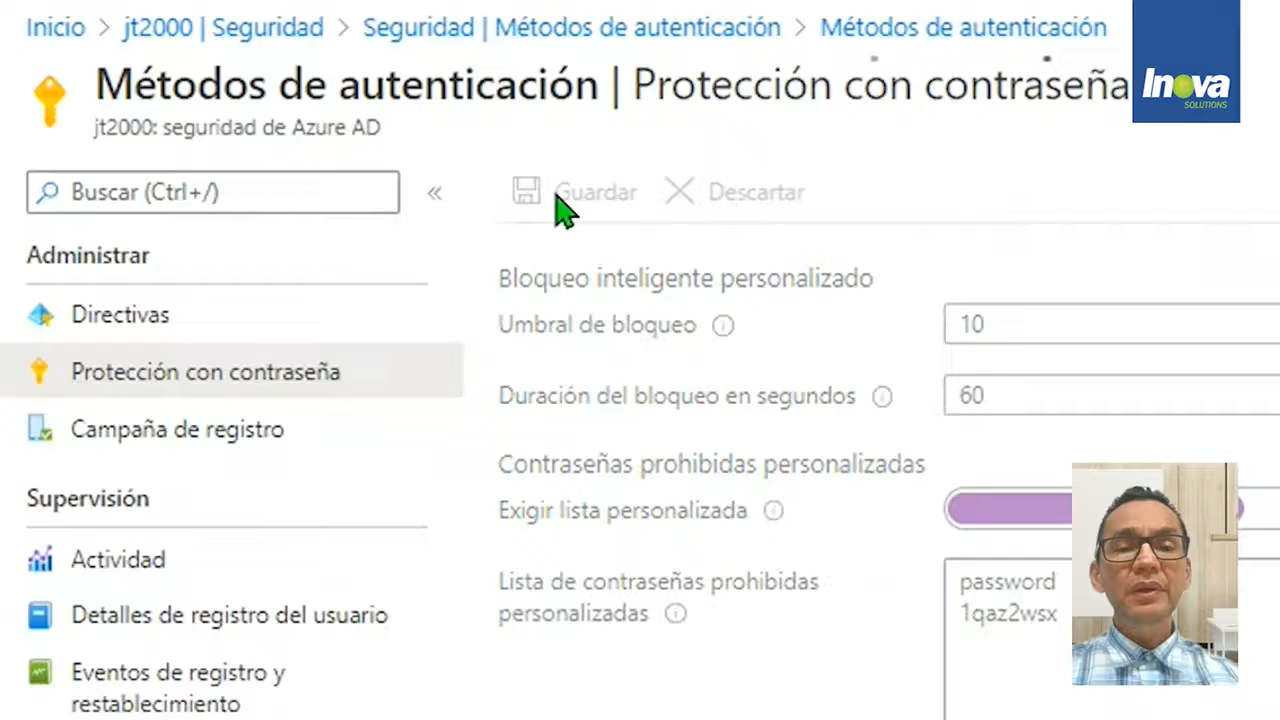 Inicio > jt2000 | Seguridad > Seguridad | Métodos de autenticación > Métodos de autenticación
Métodos de autenticación | Protección con contraseña
jt2000: seguridad de Azure AD
Inova
SOLUTIONS
Buscar (Ctrl+/)
«
Guardar
Descartar
Administrar
Directivas
Protección con contraseña
Campaña de registro
Supervisión
Actividad
Detalles de registro del usuario
Eventos de registro y
restablecimiento
Bloqueo inteligente personalizado
Umbral de bloqueo
10
Duración del bloqueo en segundos
60
Contraseñas prohibidas personalizadas
Exigir lista personalizada
Lista de contraseñas prohibidas
personalizadas
password
1qaz2wsx